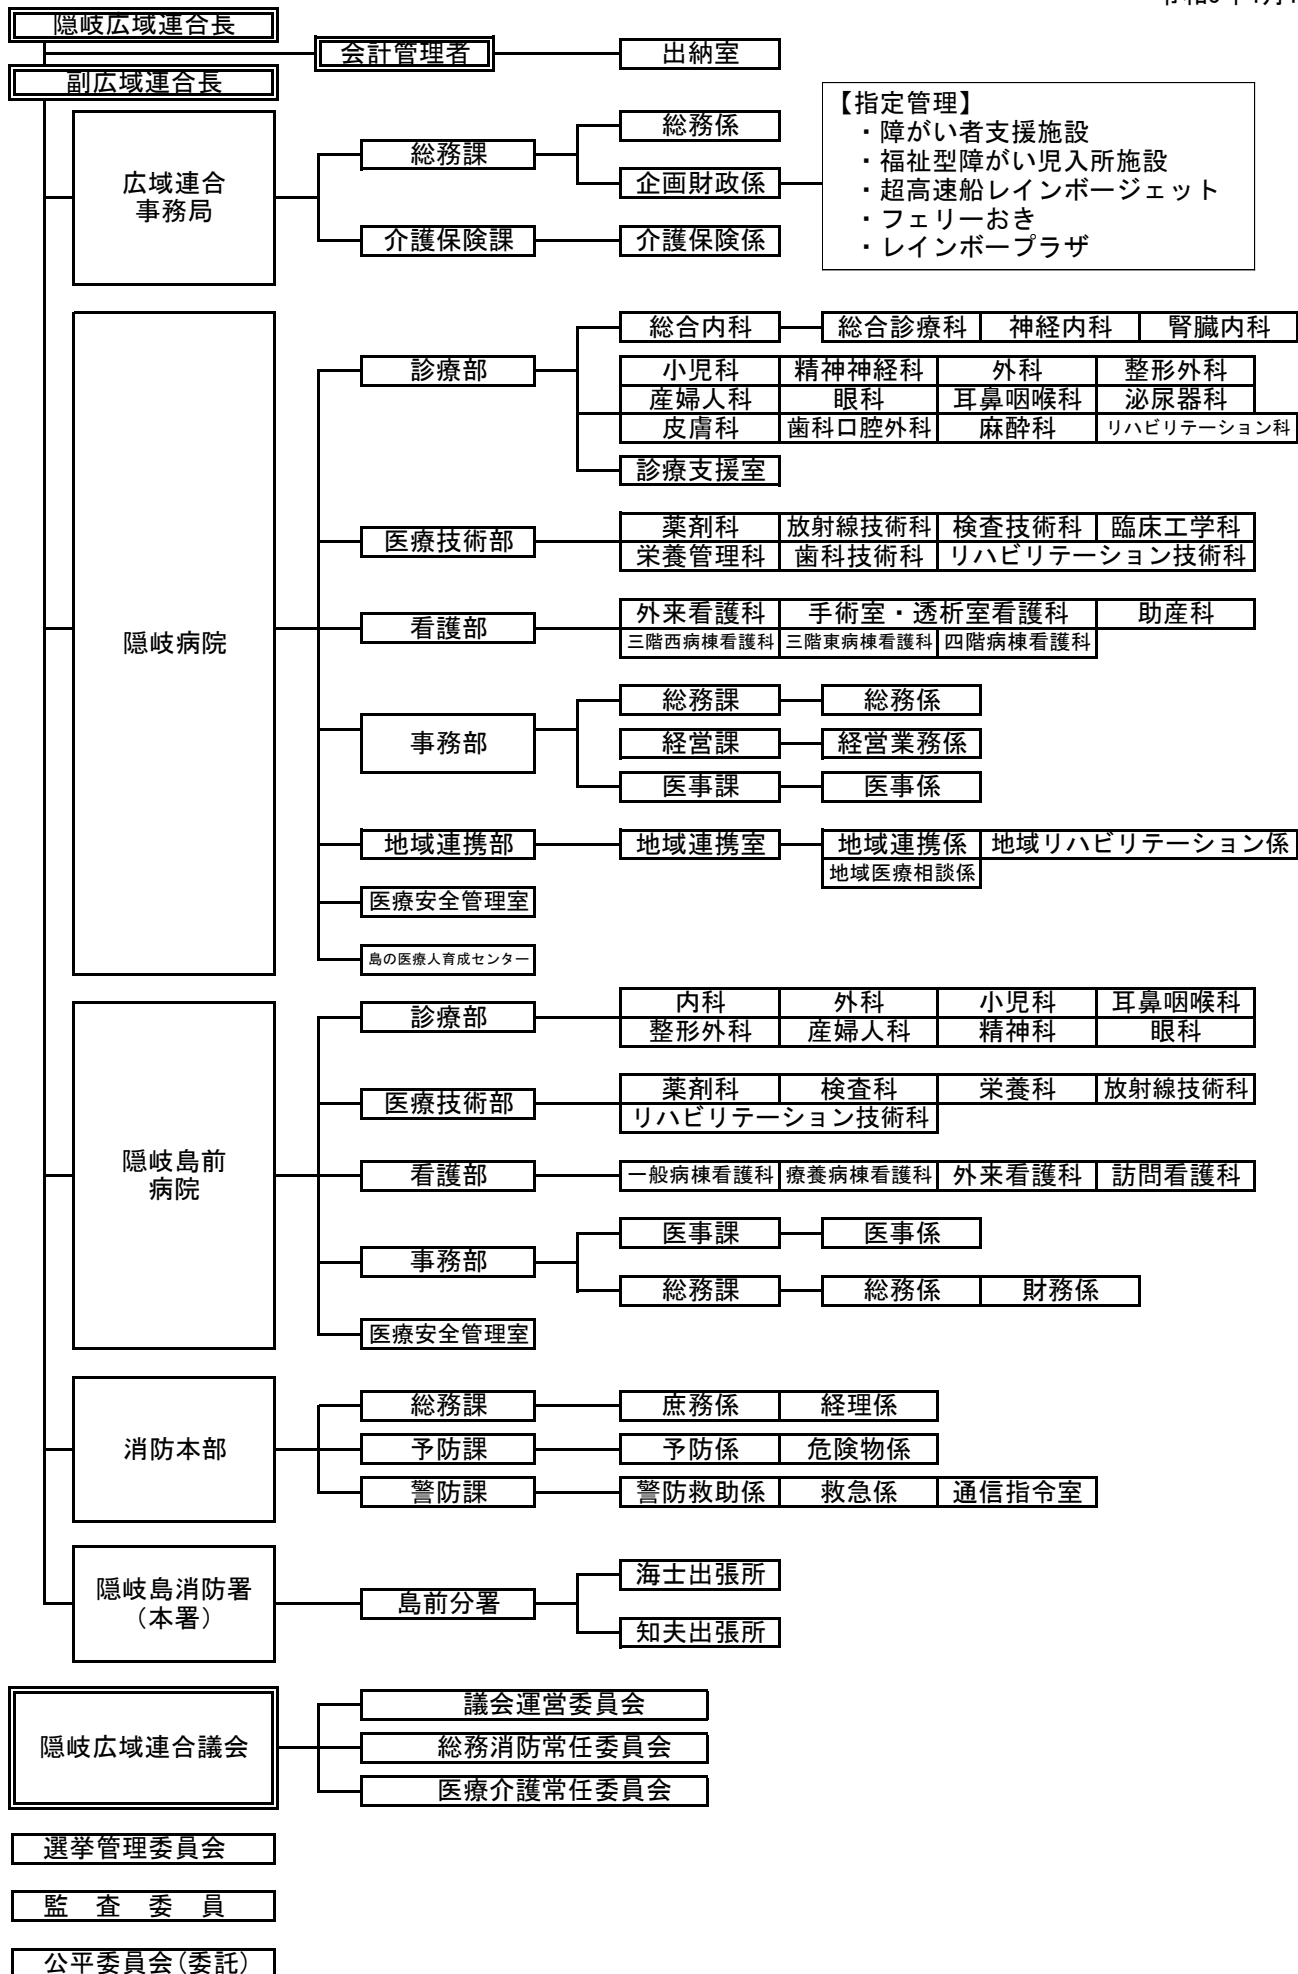 隠岐広域連合長
会計管理者 出納室
副広域連合長
広域連合
事務局
総務課 総務係
企画財政係
介護保険課 介護保険係
【指定管理】
・障がい者支援施設
・福祉型障がい児入所施設
・超高速船レインボージェット
・フェリーおき
・レインボープラザ
隠岐病院
診療部
総合内科 総合診療科 神経内科 腎臓内科
小児科 精神神経科 外科 整形外科
産婦人科 眼科 耳鼻咽喉科 泌尿器科
皮膚科 歯科口腔外科 麻酔科 リハビリテーション科
診療支援室
医療技術部
薬剤科 放射線技術科 検査技術科 臨床工学科
栄養管理科 歯科技術科 リハビリテーション技術科
看護部
外来看護科 手術室・透析室看護科 助産科
三階西病棟看護科 三階東病棟看護科 四階病棟看護科
事務部
総務課 総務係
経営課 経営業務係
医事課 医事係
地域連携部 地域連携室 地域連携係 地域リハビリテーション係
地域医療相談係
医療安全管理室
島の医療人育成センター
隠岐島前
病院
診療部
内科 外科 小児科 耳鼻咽喉科
整形外科 産婦人科 精神科 眼科
医療技術部
薬剤科 検査科 栄養科 放射線技術科
リハビリテーション技術科
看護部 一般病棟看護科 療養病棟看護科 外来看護科 訪問看護科
事務部
医事課 医事係
総務課 総務係 財務係
医療安全管理室
消防本部
総務課 庶務係 経理係
予防課 予防係 危険物係
警防課 警防救助係 救急係 通信指令室
隠岐島消防署
（本署）
島前分署
海士出張所
知夫出張所
隠岐広域連合議会
議会運営委員会
総務消防常任委員会
医療介護常任委員会
選挙管理委員会
監 査 委 員
公平委員会（委託）